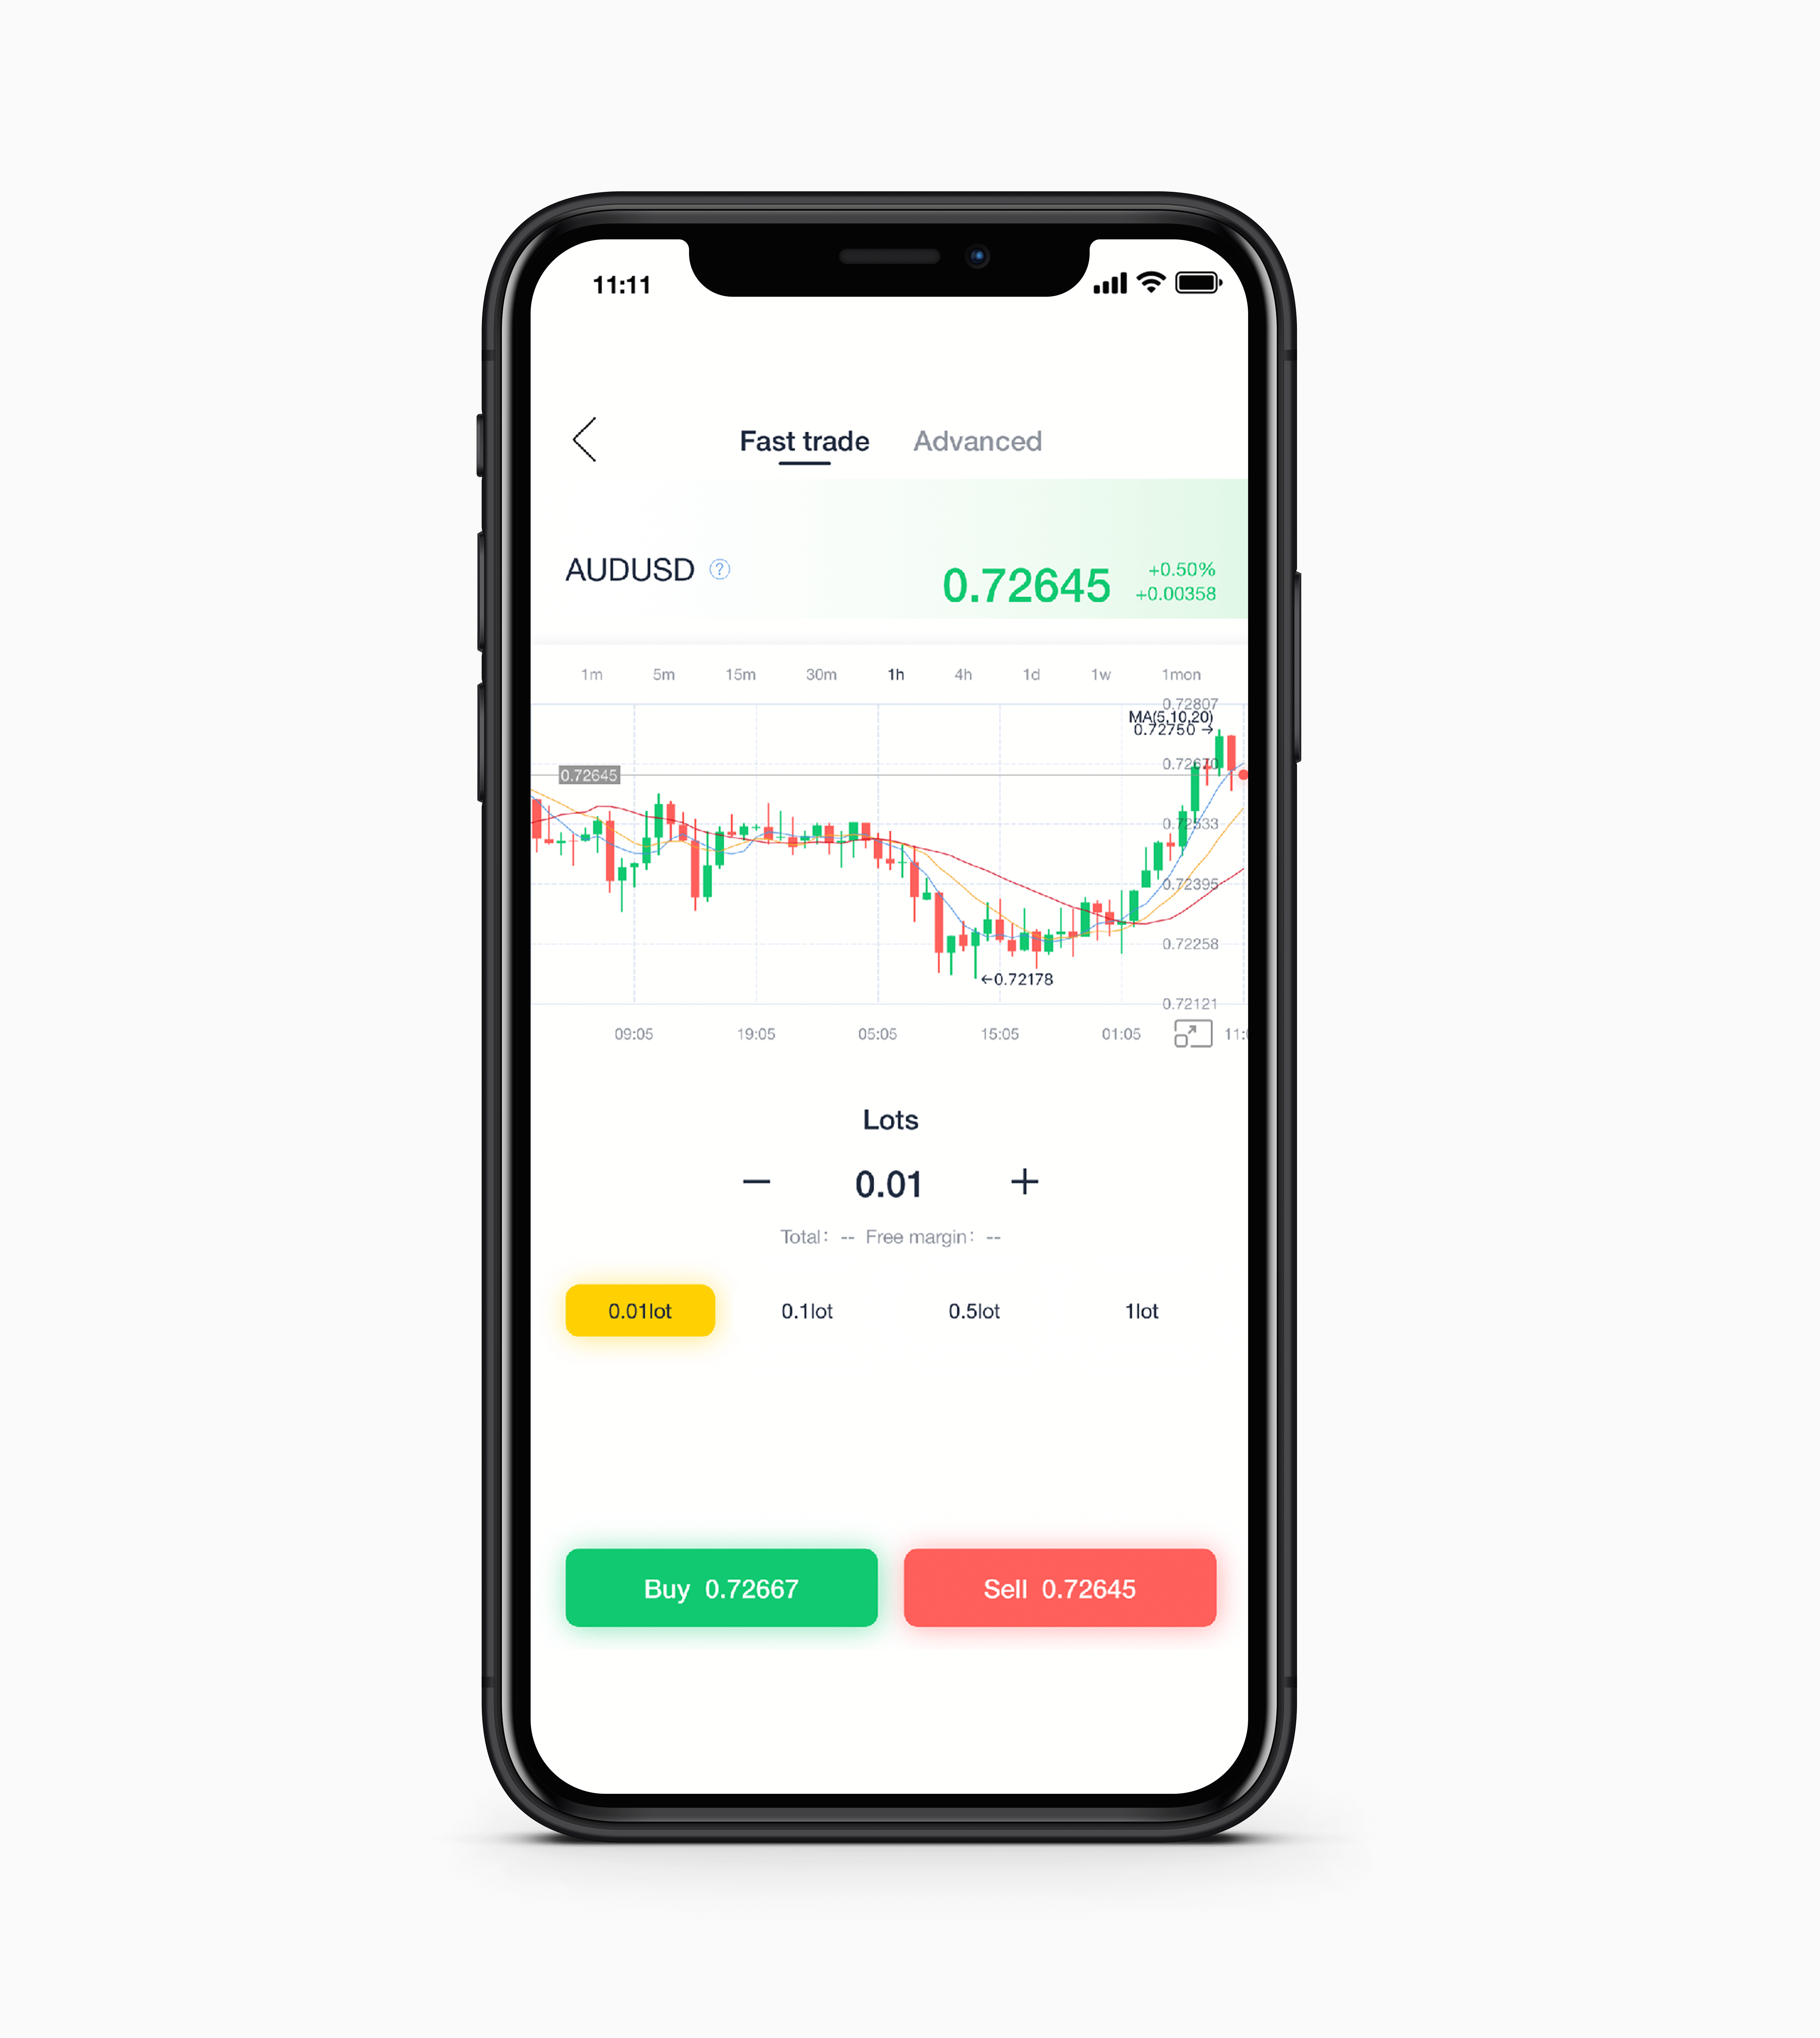 11:11
Fast trade Advanced
AUDUSD ?
0.72645
+0.50%
+0.00358
1m 5m 15m 30m 1h 4h 1d 1w 1mon
0.72807
MA(5,10,20)
0.72750→
0.72670
0.72645
0.72533
0.72395
0.72258
←0.72178
0.72121
09:05 19:05 05:05 15:05 01:05
Lots
− 0.01 +
Total: -- Free margin: --
0.01lot 0.1lot 0.5lot 1lot
Buy 0.72667 Sell 0.72645